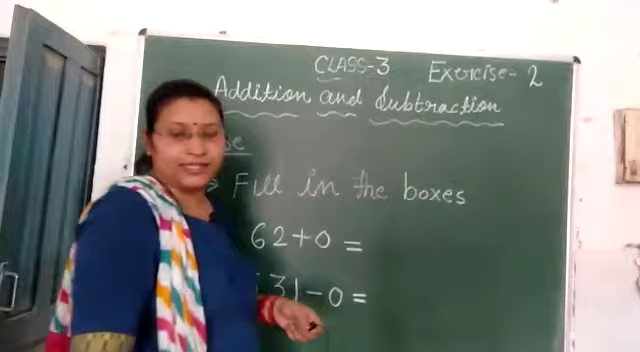 CLASS-3 Exercise- 2
Addition and Subtraction
Fill in the boxes
62+0 =
31-0 =